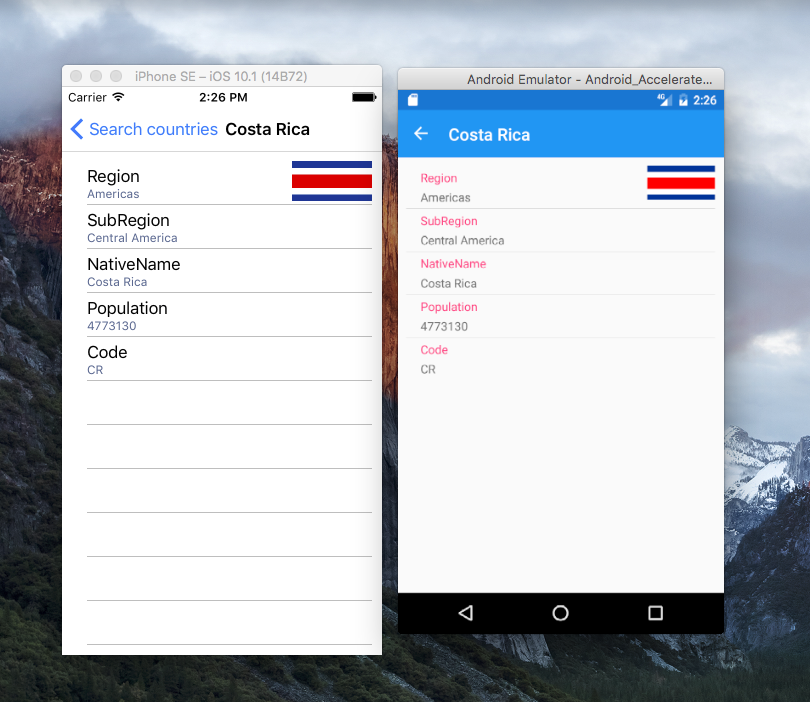 iPhone SE – iOS 10.1 (14B72)
Carrier 2:26 PM
Search countries Costa Rica
Region
Americas
SubRegion
Central America
NativeName
Costa Rica
Population
4773130
Code
CR
Android Emulator - Android_Accelerate...
4G 2:26
Costa Rica
Region
Americas
SubRegion
Central America
NativeName
Costa Rica
Population
4773130
Code
CR